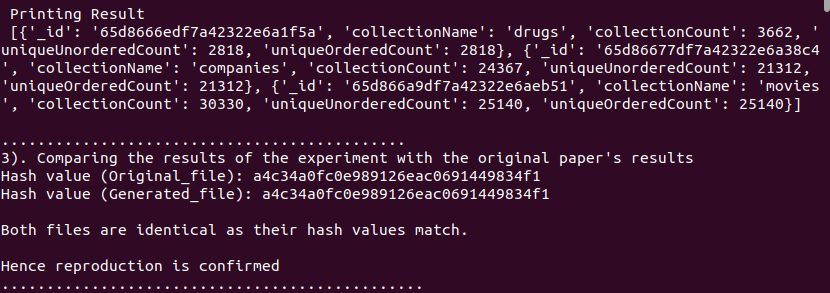 Printing Result
[{'_id': '65d8666edf7a42322e6a1f5a', 'collectionName': 'drugs', 'collectionCount': 3662, '
uniqueUnorderedCount': 2818, 'uniqueOrderedCount': 2818}, {'_id': '65d86677df7a42322e6a38c4
', 'collectionName': 'companies', 'collectionCount': 24367, 'uniqueUnorderedCount': 21312,
'uniqueOrderedCount': 21312}, {'_id': '65d866a9df7a42322e6aeb51', 'collectionName': 'movies
', 'collectionCount': 30330, 'uniqueUnorderedCount': 25140, 'uniqueOrderedCount': 25140}]
.............................................
3). Comparing the results of the experiment with the original paper's results
Hash value (Original_file): a4c34a0fc0e989126eac0691449834f1
Hash value (Generated_file): a4c34a0fc0e989126eac0691449834f1
Both files are identical as their hash values match.
Hence reproduction is confirmed
...............................................